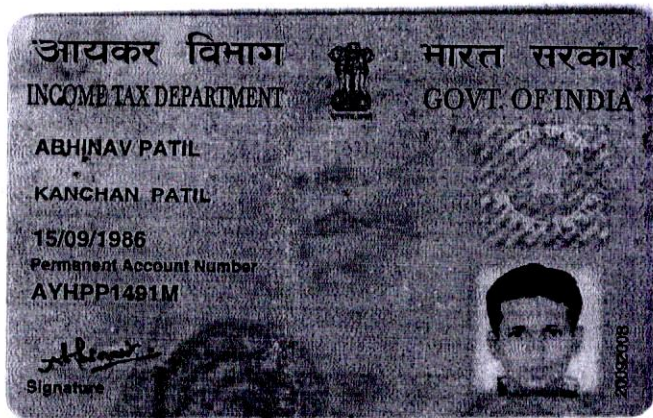 आयकर विभाग
भारत सरकार
INCOME TAX DEPARTMENT
GOVT. OF INDIA
ABHINAV PATIL
KANCHAN PATIL
15/09/1986
Permanent Account Number
AYHPP1491M
Signature
20092008